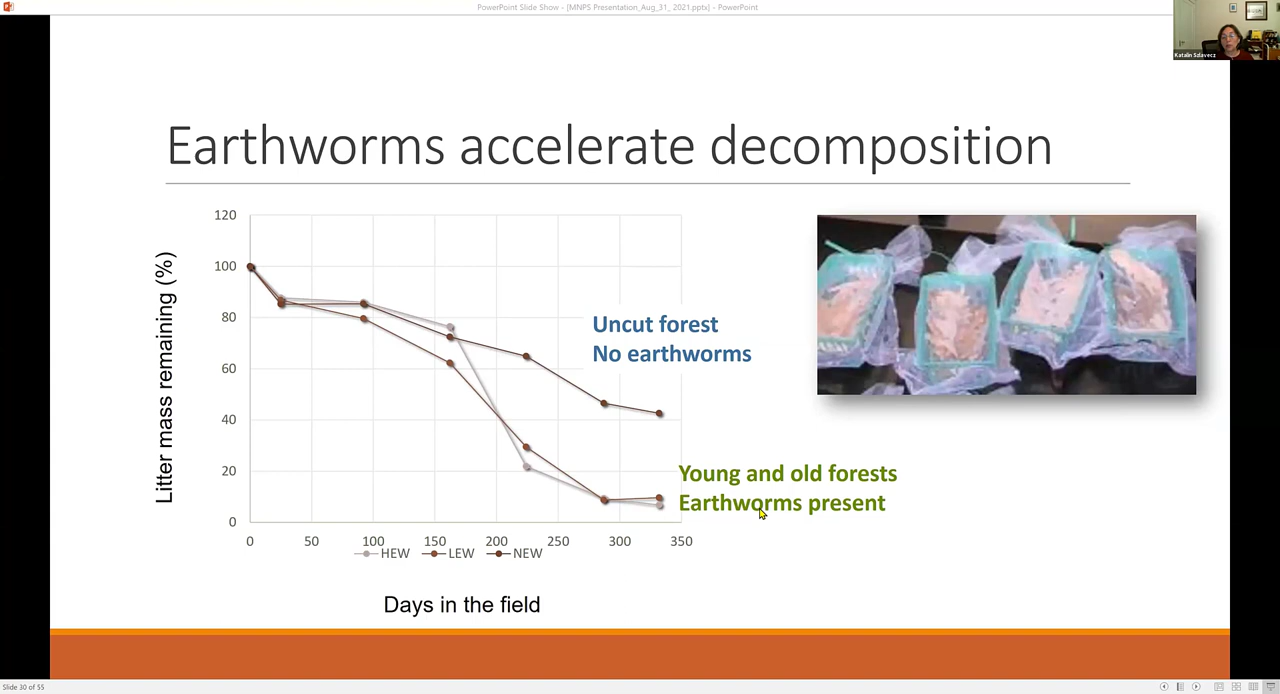 PowerPoint Slide Show - [MNPS Presentation_Aug_31_ 2021.pptx] - PowerPoint
Katalin Szlavecz
Earthworms accelerate decomposition
Litter mass remaining (%)
120
100
80
60
40
20
0
0 50 100 150 200 250 300 350
HEW LEW NEW
Days in the field
Uncut forest
No earthworms
Young and old forests
Earthworms present
Slide 30 of 55